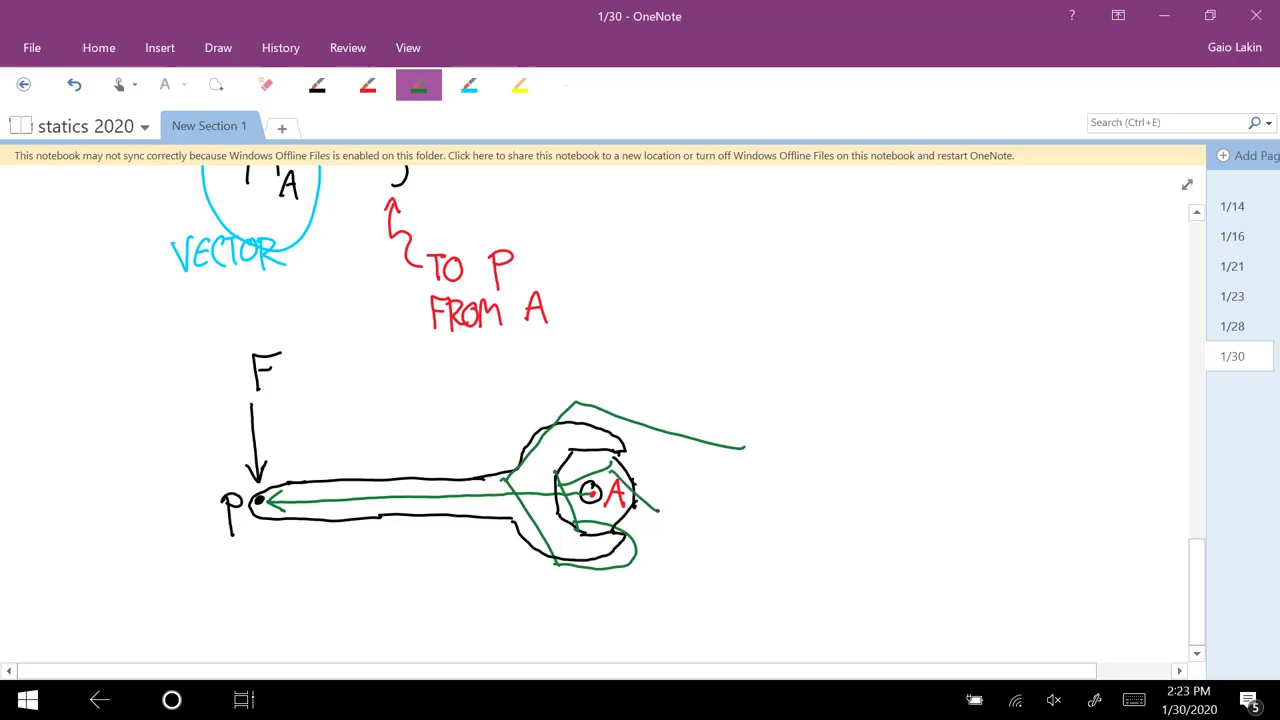 1/30 - OneNote
?
File Home Insert Draw History Review View
Gaio Lakin
A
statics 2020
New Section 1
+
Search (Ctrl+E)
This notebook may not sync correctly because Windows Offline Files is enabled on this folder. Click here to share this notebook to a new location or turn off Windows Offline Files on this notebook and restart OneNote.
Add Pag
1/14
1/16
1/21
1/23
1/28
1/30
A
VECTOR
TO P
FROM A
F
P
A
2:23 PM
1/30/2020
5